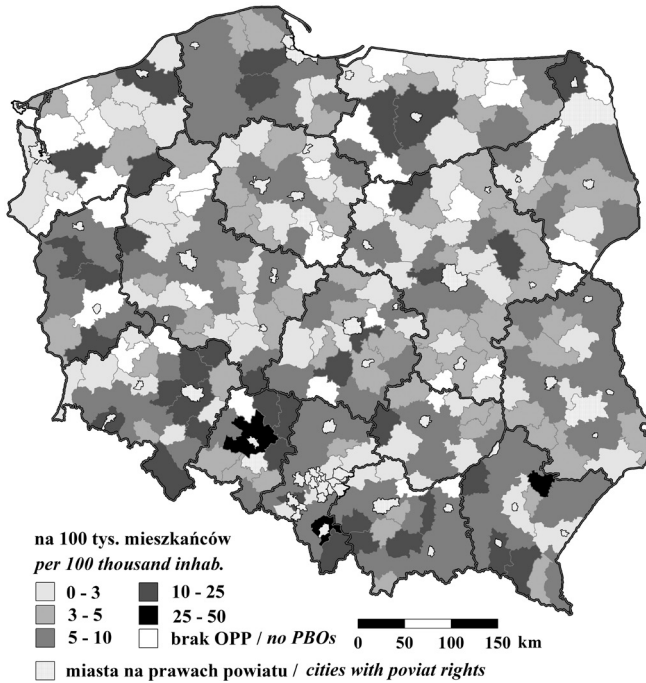 na 100 tys. mieszkańców
per 100 thousand inhab.
0 - 3
10 - 25
3 - 5
25 - 50
5 - 10
brak OPP / no PBOs
0 50 100 150 km
miasta na prawach powiatu / cities with poviat rights